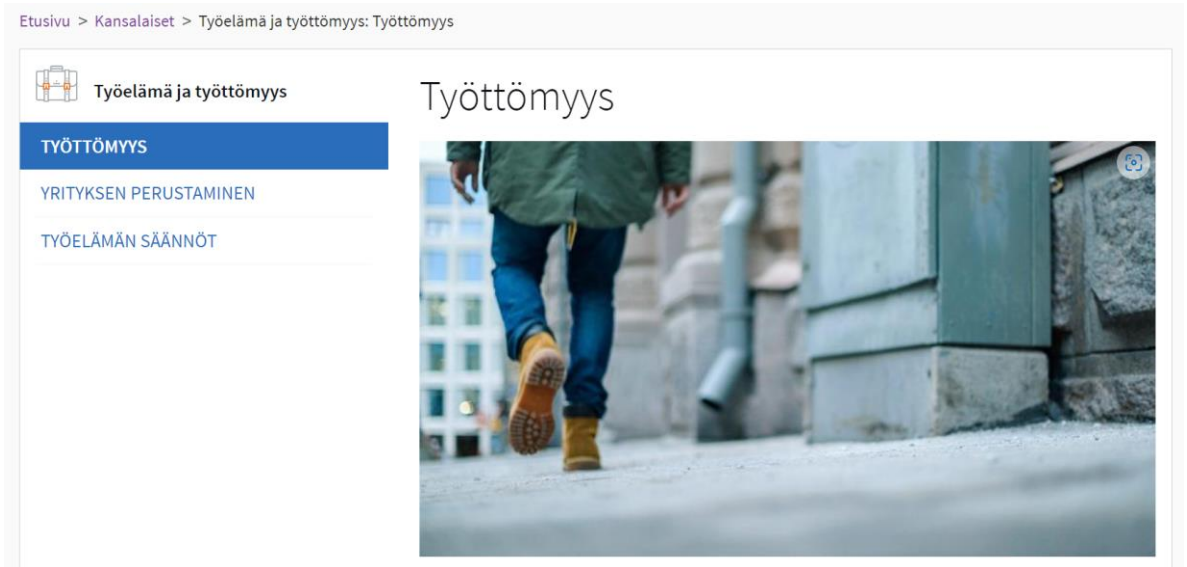 Etusivu > Kansalaiset > Työelämä ja työttömyys: Työttömyys
Työelämä ja työttömyys
TYÖTTÖMYYS
YRITYKSEN PERUSTAMINEN
TYÖELÄMÄN SÄÄNNÖT
Työttömyys